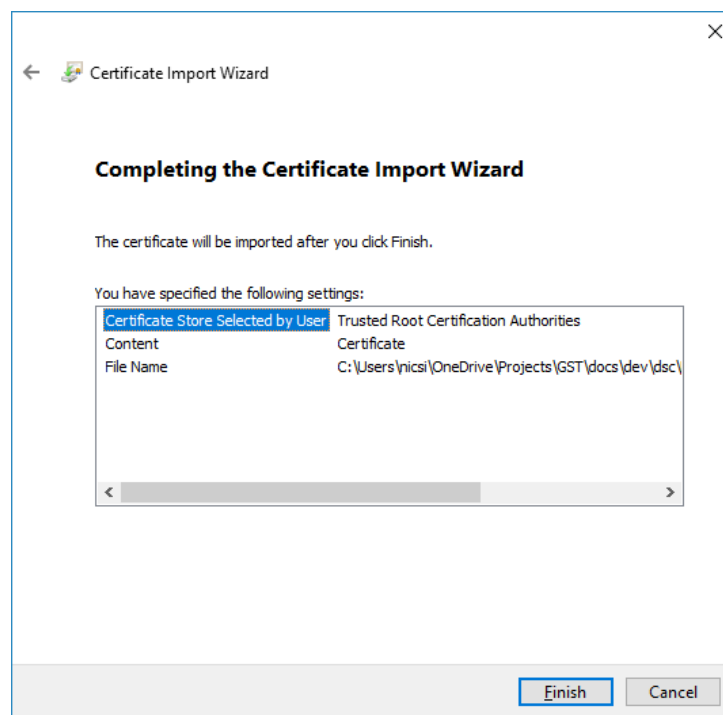 Certificate Import Wizard
Completing the Certificate Import Wizard
The certificate will be imported after you click Finish.
You have specified the following settings:
Certificate Store Selected by User Trusted Root Certification Authorities
Content Certificate
File Name C:\Users\nicsi\OneDrive\Projects\GST\docs\dev\dsc\
Finish Cancel